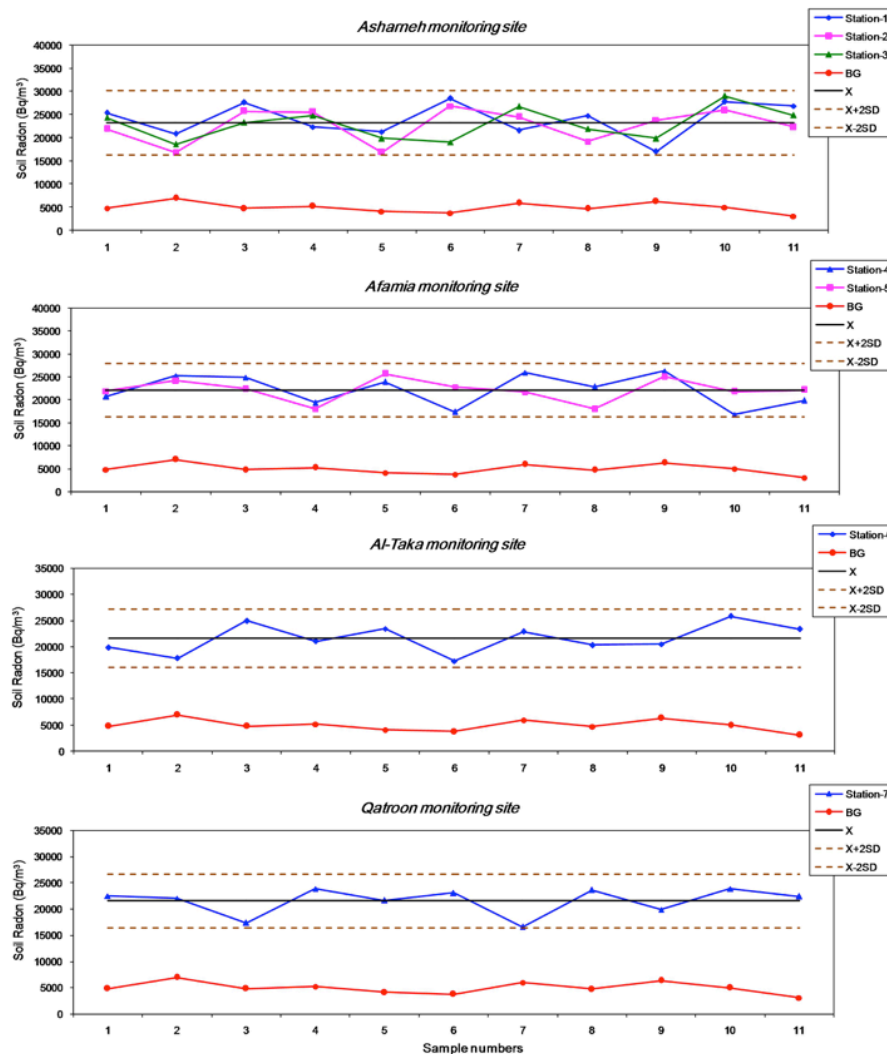 Asharneh monitoring site
Station-1
Station-2
Station-3
BG
X
X+2SD
X-2SD
Soil Radon (Bq/m³)
40000
35000
30000
25000
20000
15000
10000
5000
0
1 2 3 4 5 6 7 8 9 10 11
Afamia monitoring site
Station-4
Station-5
BG
X
X+2SD
X-2SD
Soil Radon (Bq/m³)
40000
35000
30000
25000
20000
15000
10000
5000
0
1 2 3 4 5 6 7 8 9 10 11
Al-Taka monitoring site
BG
X
X+2SD
X-2SD
Soil Radon (Bq/m³)
35000
30000
25000
20000
15000
10000
5000
0
1 2 3 4 5 6 7 8 9 10 11
Qatroon monitoring site
Station-7
BG
X
X+2SD
X-2SD
Soil Radon (Bq/m³)
35000
30000
25000
20000
15000
10000
5000
0
1 2 3 4 5 6 7 8 9 10 11
Sample numbers